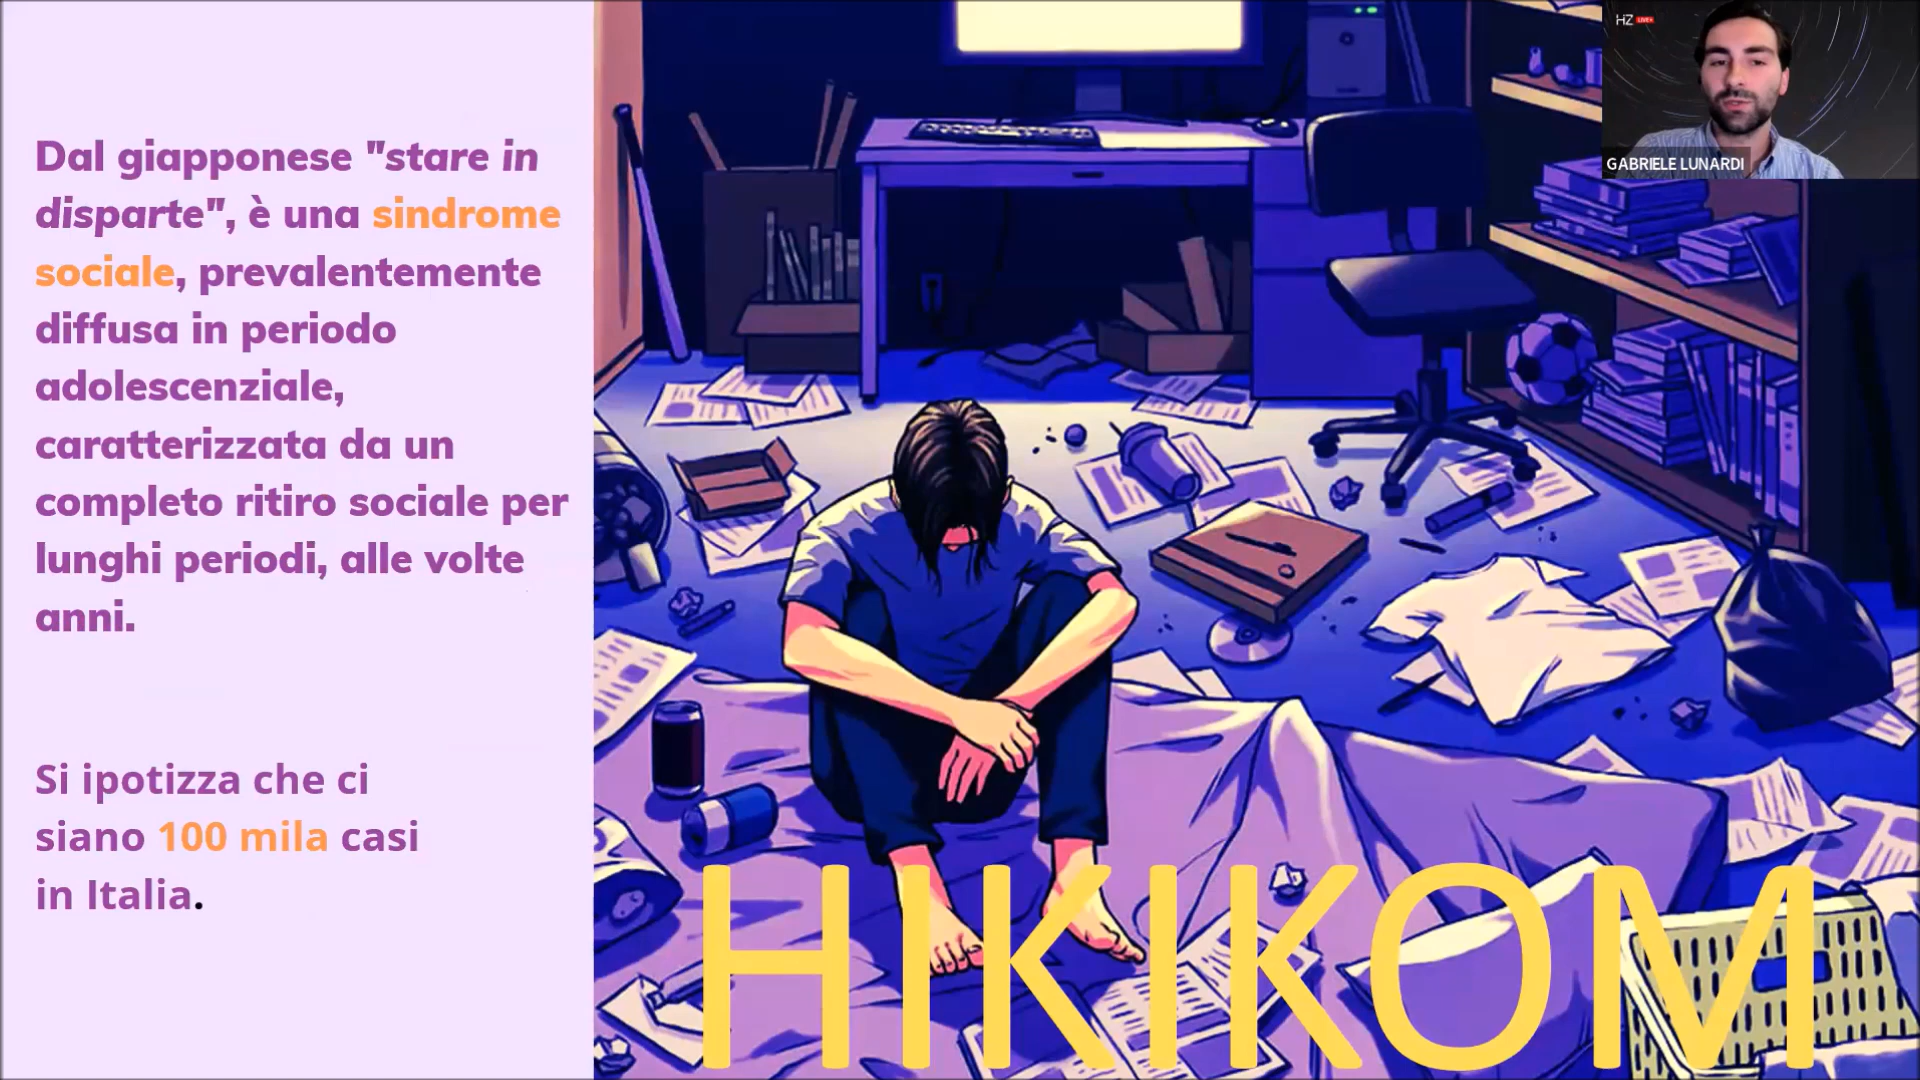 Dal giapponese "stare in
disparte", è una sindrome
sociale, prevalentemente
diffusa in periodo
adolescenziale,
caratterizzata da un
completo ritiro sociale per
lunghi periodi, alle volte
anni.
Si ipotizza che ci
siano 100 mila casi
in Italia.
HIKIKOM
HZ LIVE
GABRIELE LUNARDI